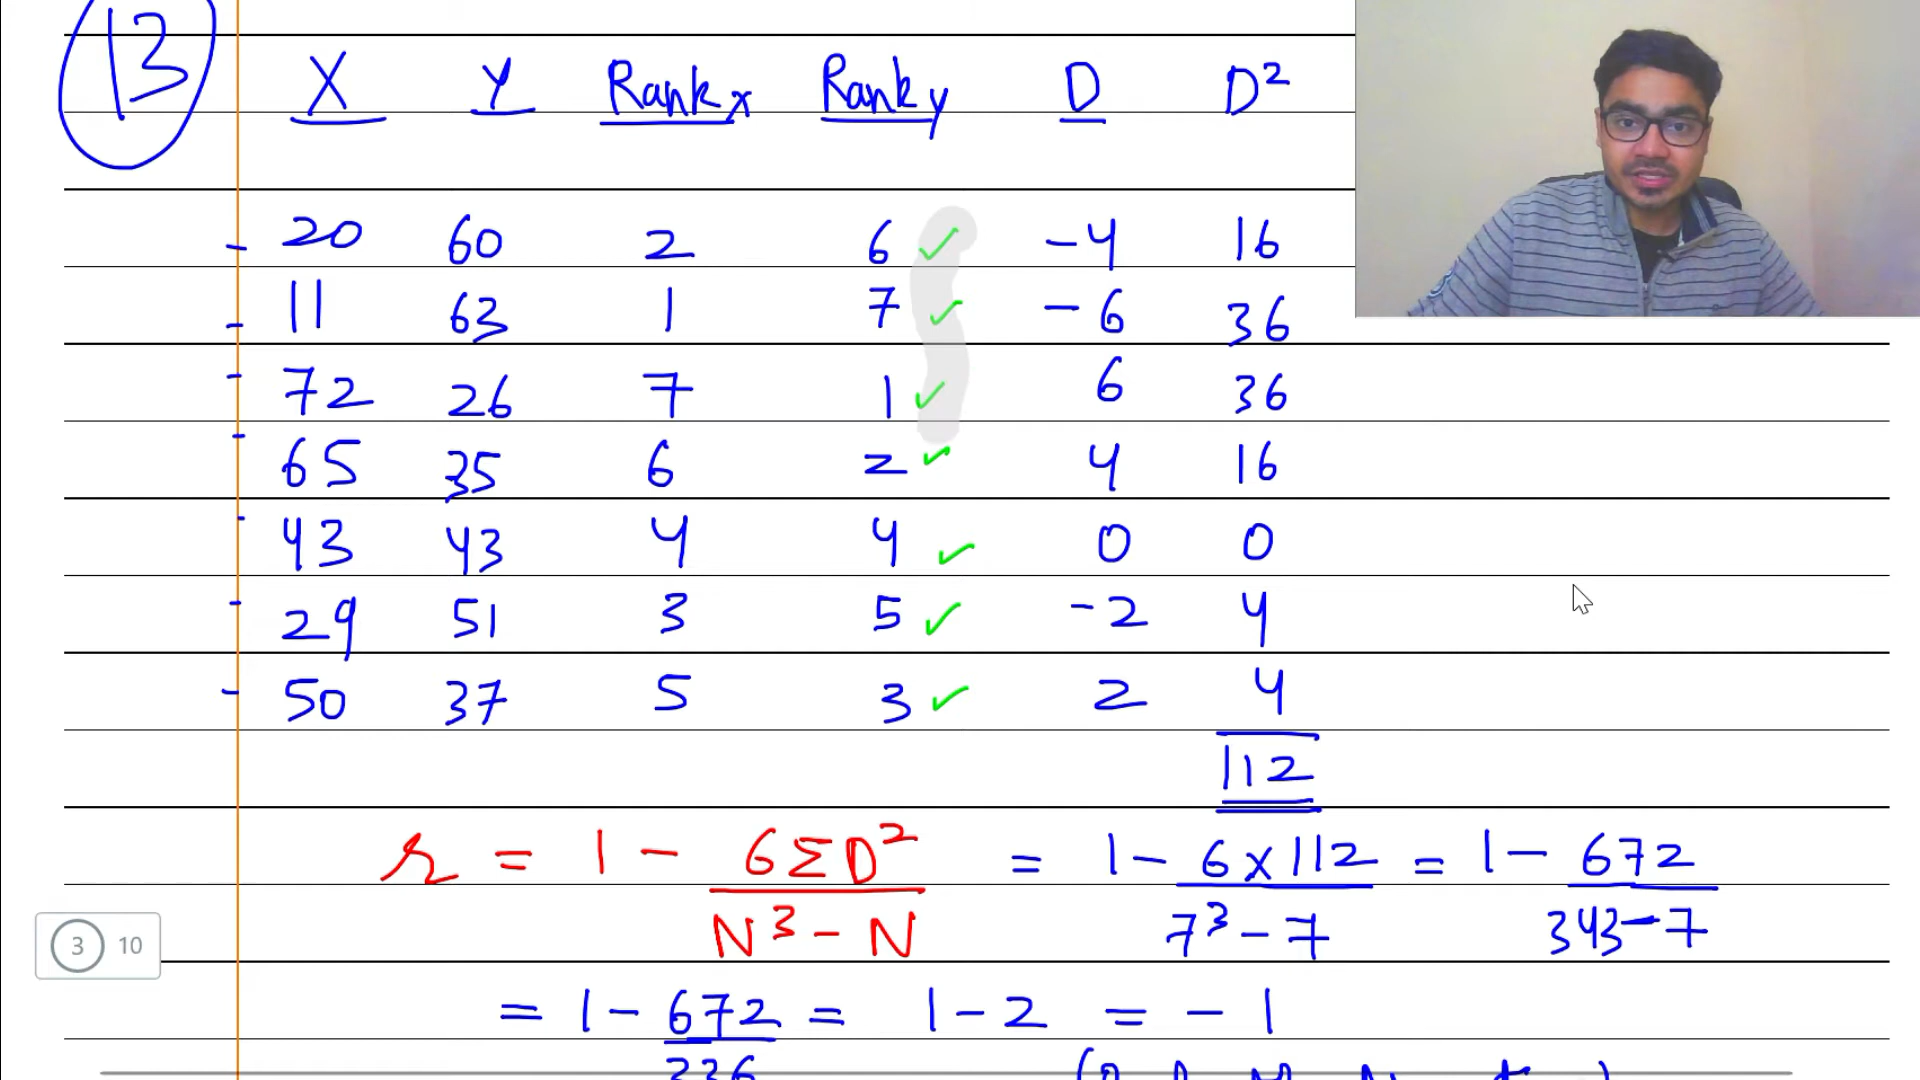 13
X Y Rank x Rank y D D²
- 20 60 2 6 ✓ -4 16
- 11 63 1 7 ✓ -6 36
- 72 26 7 1 ✓ 6 36
- 65 35 6 2 ✓ 4 16
- 43 43 4 4 ✓ 0 0
- 29 51 3 5 ✓ -2 4
- 50 37 5 3 ✓ 2 4
112
r = 1 - 6ΣD² / N³ - N = 1 - 6x112 / 7³ - 7 = 1 - 672 / 343-7
3 10
= 1 - 672 / 336 = 1 - 2 = - 1